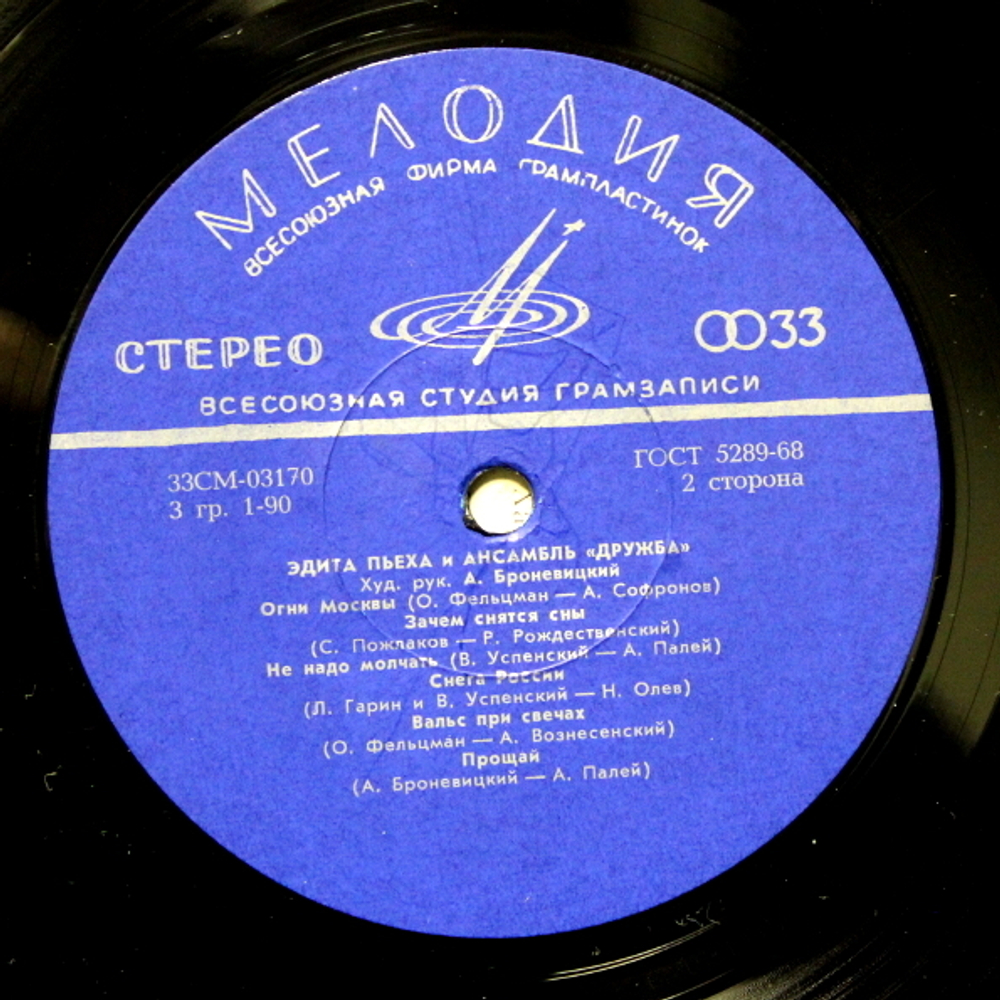 МЕЛОДИЯ
ВСЕСОЮЗНАЯ ФИРМА ГРАМПЛАСТИНОК
СТЕРЕО
33
ВСЕСОЮЗНАЯ СТУДИЯ ГРАМЗАПИСИ
33СМ-03170
ГОСТ 5289-68
3 гр. 1-90
2 сторона
ЭДИТА ПЬЕХА и АНСАМБЛЬ «ДРУЖБА»
Худ. рук. А. Броневицкий
Огни Москвы (О. Фельцман — А. Софронов)
Зачем снятся сны
(С. Пожлаков — Р. Рождественский)
Не надо молчать (В. Успенский — А. Палей)
Снега России
(Л. Гарин и В. Успенский — Н. Олев)
Вальс при свечах
(О. Фельцман — А. Вознесенский)
Прощай
(А. Броневицкий — А. Палей)